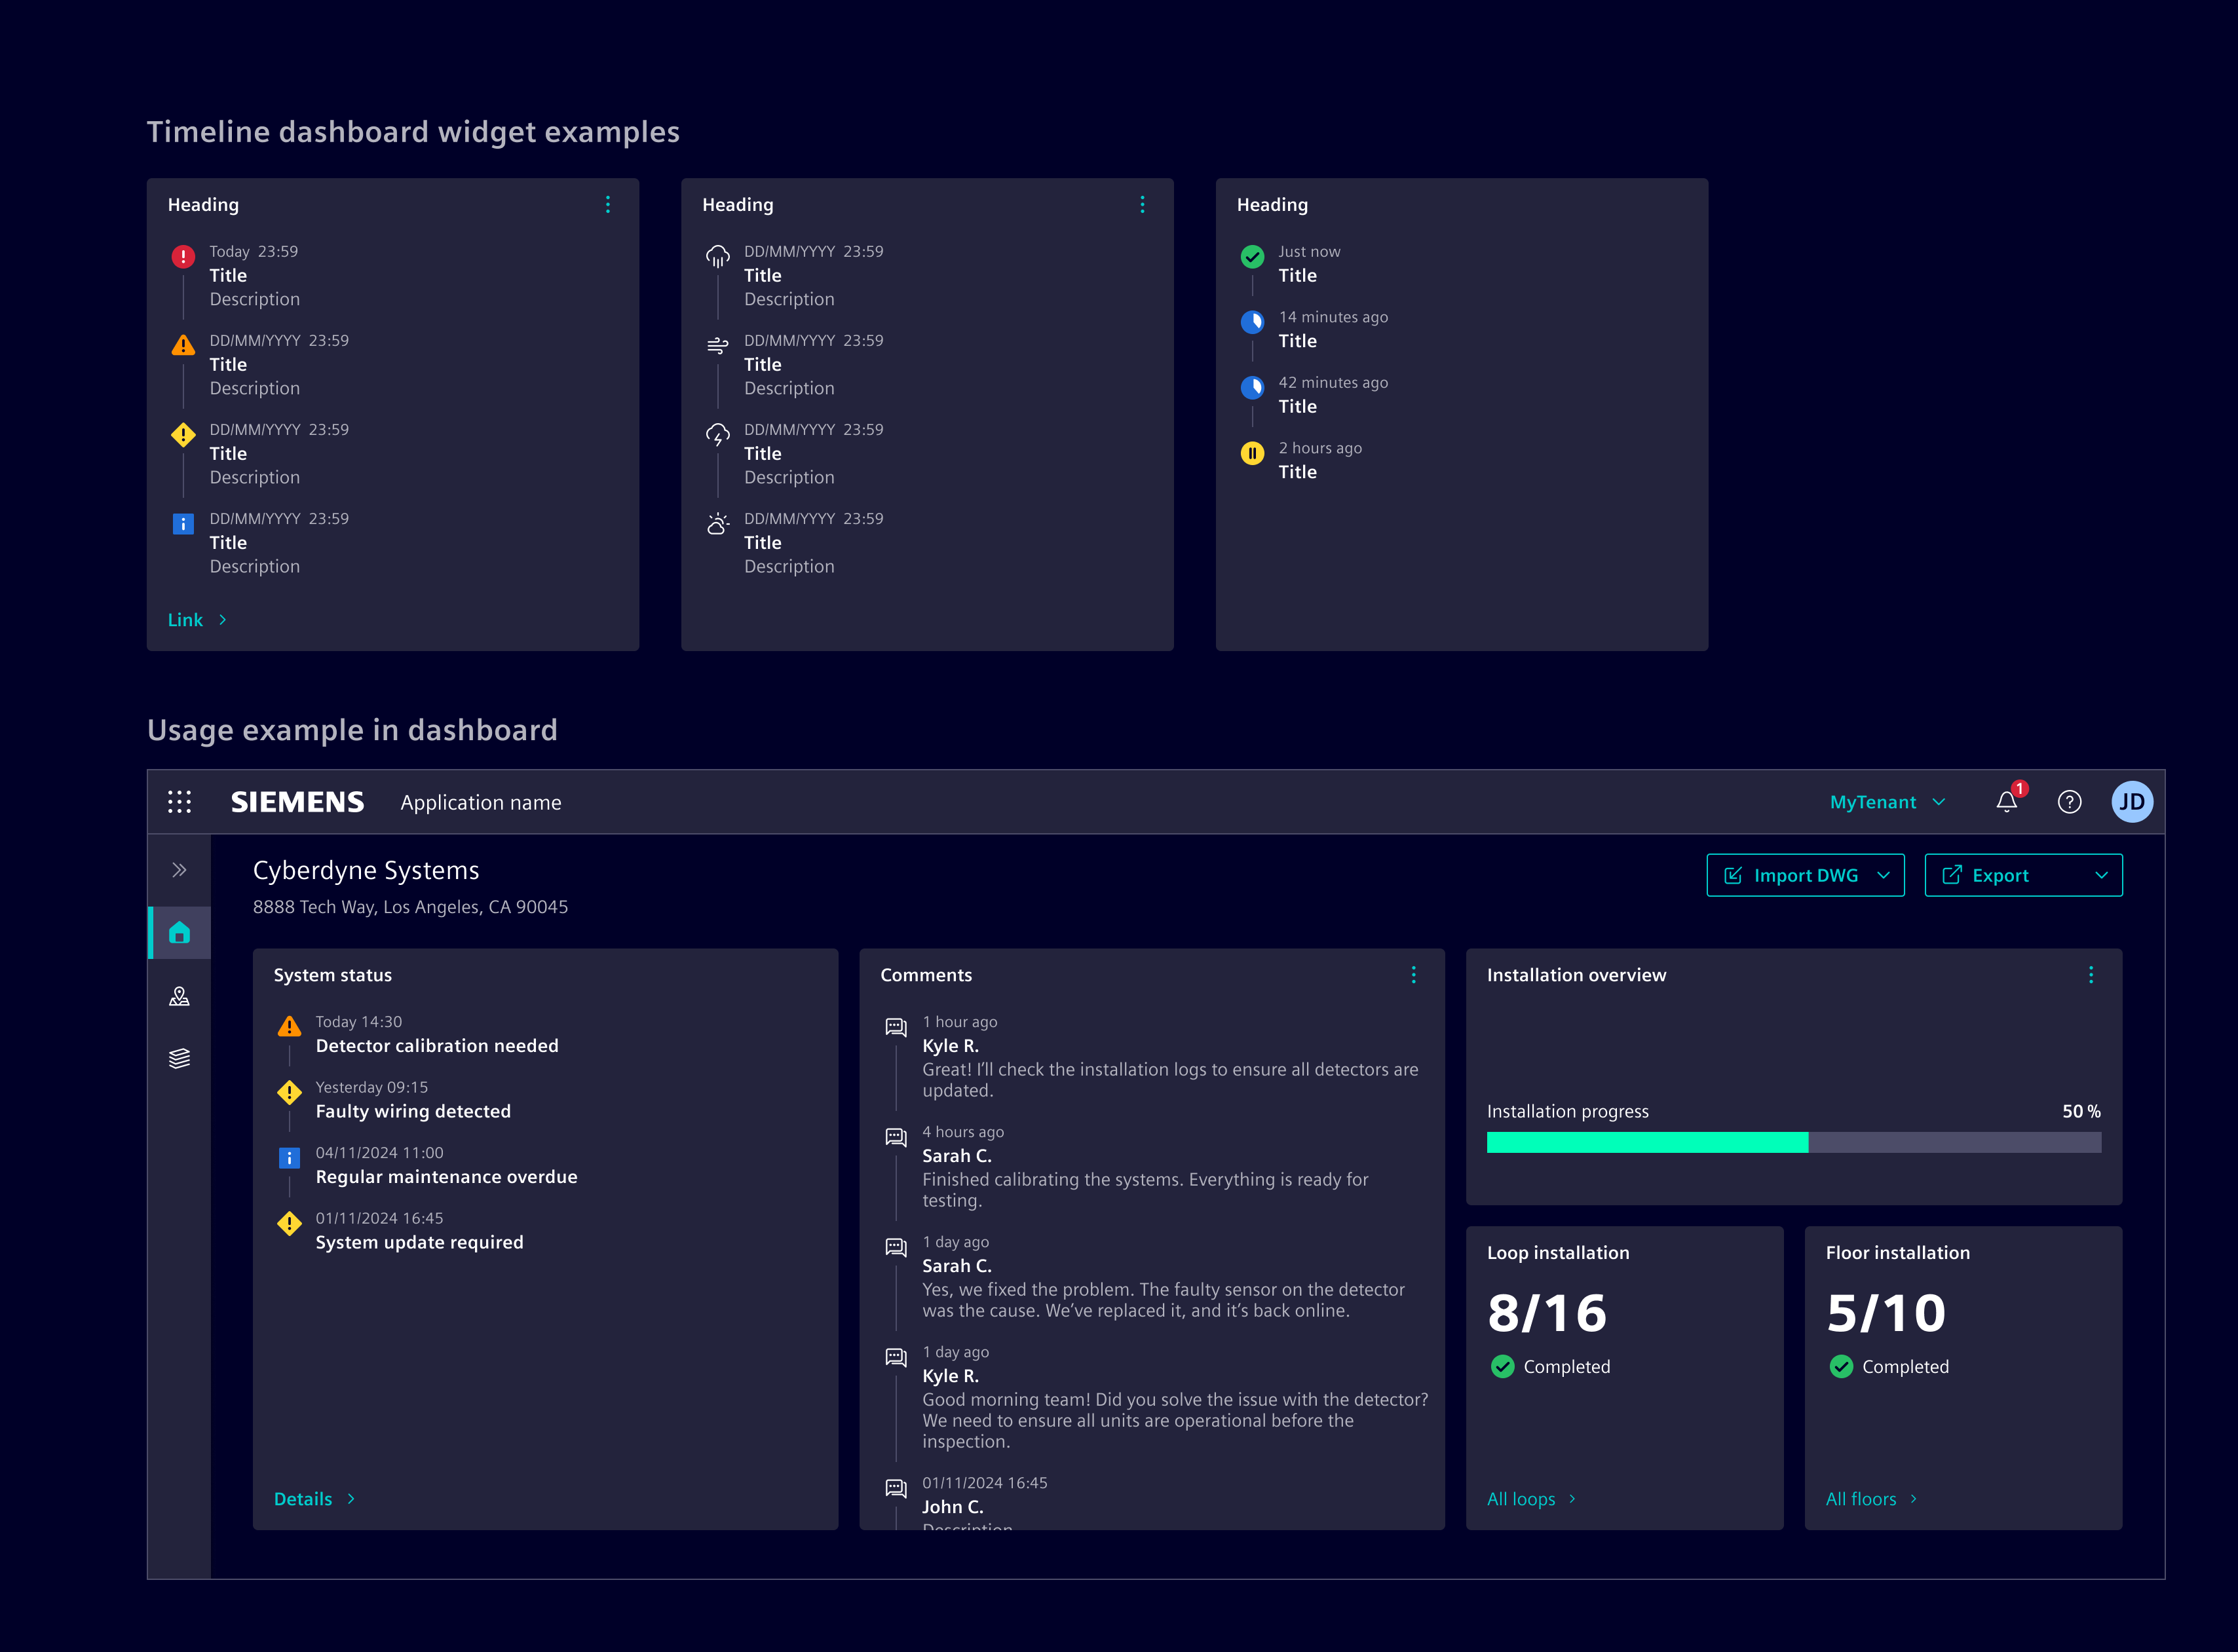 Timeline dashboard widget examples
Heading
Today 23:59
Title
Description
DD/MM/YYYY 23:59
Title
Description
DD/MM/YYYY 23:59
Title
Description
DD/MM/YYYY 23:59
Title
Description
Link
Heading
DD/MM/YYYY 23:59
Title
Description
DD/MM/YYYY 23:59
Title
Description
DD/MM/YYYY 23:59
Title
Description
DD/MM/YYYY 23:59
Title
Description
Heading
Just now
Title
14 minutes ago
Title
42 minutes ago
Title
2 hours ago
Title
Usage example in dashboard
SIEMENS
Application name
MyTenant
1
JD
Cyberdyne Systems
8888 Tech Way, Los Angeles, CA 90045
Import DWG
Export
System status
Today 14:30
Detector calibration needed
Yesterday 09:15
Faulty wiring detected
04/11/2024 11:00
Regular maintenance overdue
01/11/2024 16:45
System update required
Details
Comments
1 hour ago
Kyle R.
Great! I’ll check the installation logs to ensure all detectors are
updated.
4 hours ago
Sarah C.
Finished calibrating the systems. Everything is ready for
testing.
1 day ago
Sarah C.
Yes, we fixed the problem. The faulty sensor on the detector
was the cause. We’ve replaced it, and it’s back online.
1 day ago
Kyle R.
Good morning team! Did you solve the issue with the detector?
We need to ensure all units are operational before the
inspection.
01/11/2024 16:45
John C.
Description
Installation overview
Installation progress
50 %
Loop installation
8/16
Completed
All loops
Floor installation
5/10
Completed
All floors